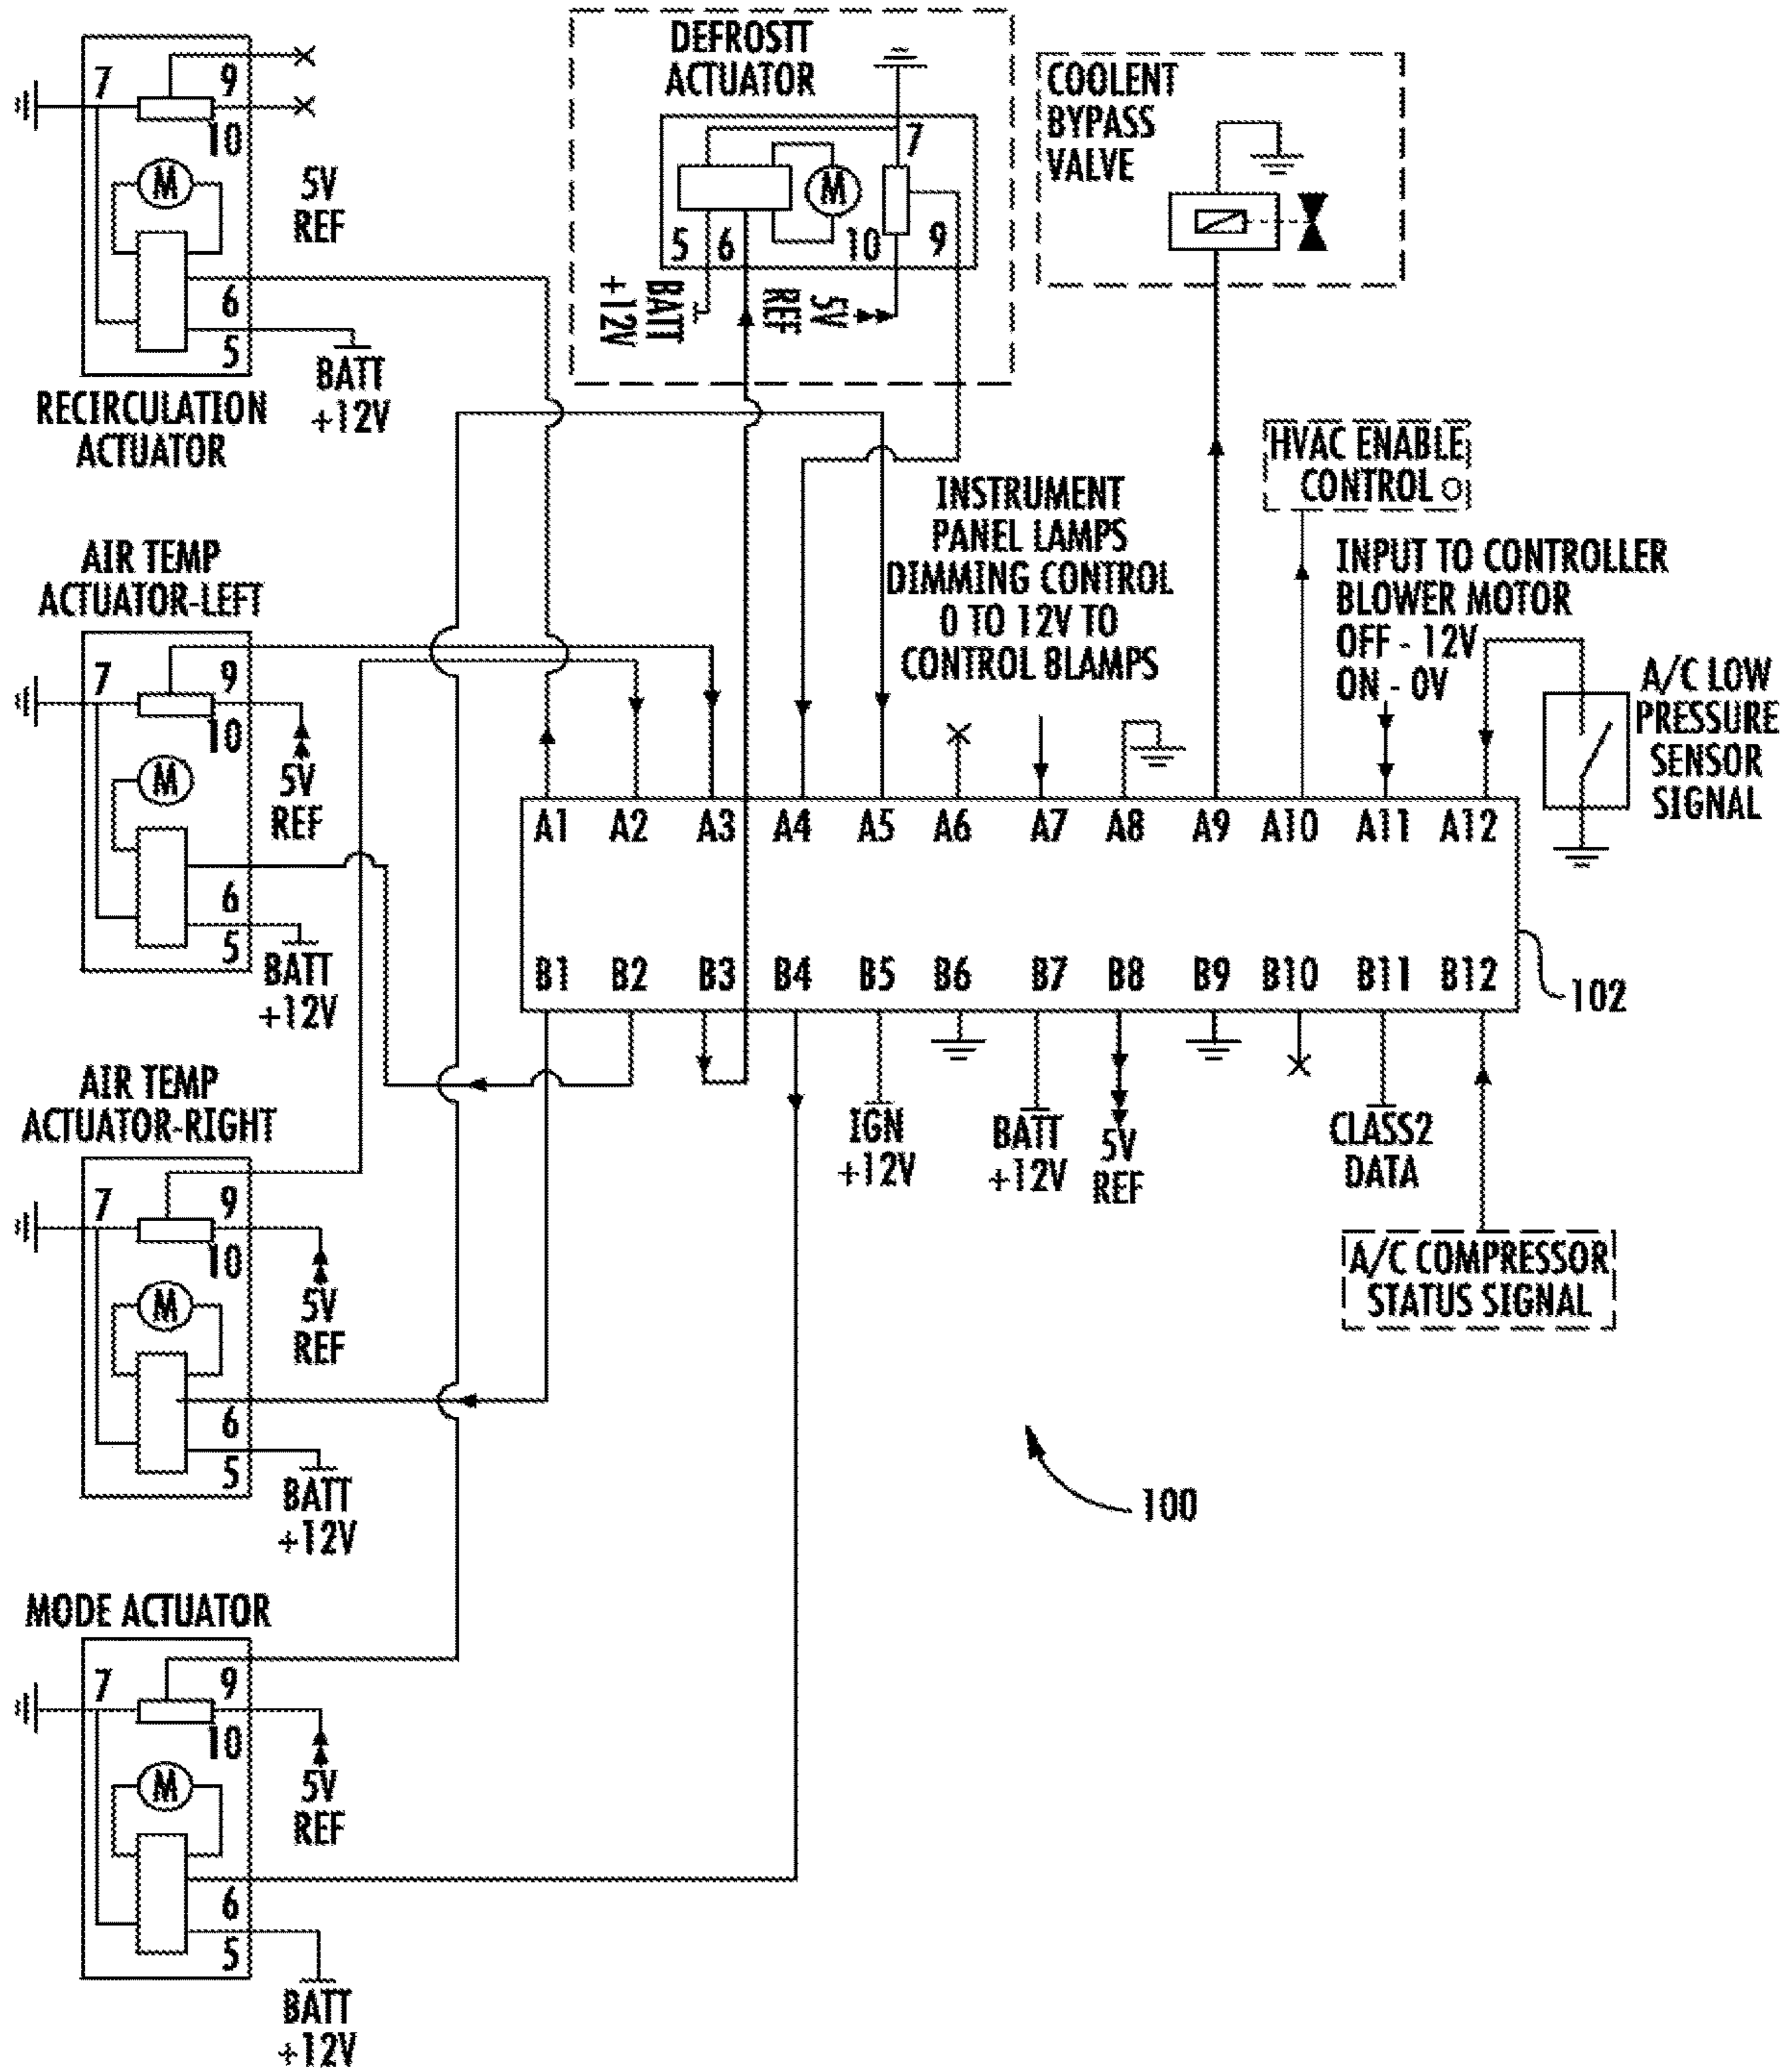 7
9
10
M
5V
REF
6
5
BATT
+12V
RECIRCULATION
ACTUATOR
DEFROSTT
ACTUATOR
7
M
5
6
10
9
BATT
+12V
5V
REF
COOLENT
BYPASS
VALVE
HVAC ENABLE
CONTROL
INSTRUMENT
PANEL LAMPS
DIMMING CONTROL
0 TO 12V TO
CONTROL 8LAMPS
INPUT TO CONTROLLER
BLOWER MOTOR
OFF - 12V
ON - 0V
A/C LOW
PRESSURE
SENSOR
SIGNAL
AIR TEMP
ACTUATOR-LEFT
7
9
10
M
5V
REF
6
5
BATT
+12V
A1 A2 A3 A4 A5 A6 A7 A8 A9 A10 A11 A12
B1 B2 B3 B4 B5 B6 B7 B8 B9 B10 B11 B12
102
IGN
+12V
BATT
+12V
5V
REF
CLASS2
DATA
A/C COMPRESSOR
STATUS SIGNAL
AIR TEMP
ACTUATOR-RIGHT
7
9
10
M
5V
REF
6
5
BATT
+12V
100
MODE ACTUATOR
7
9
10
M
5V
REF
6
5
BATT
+12V